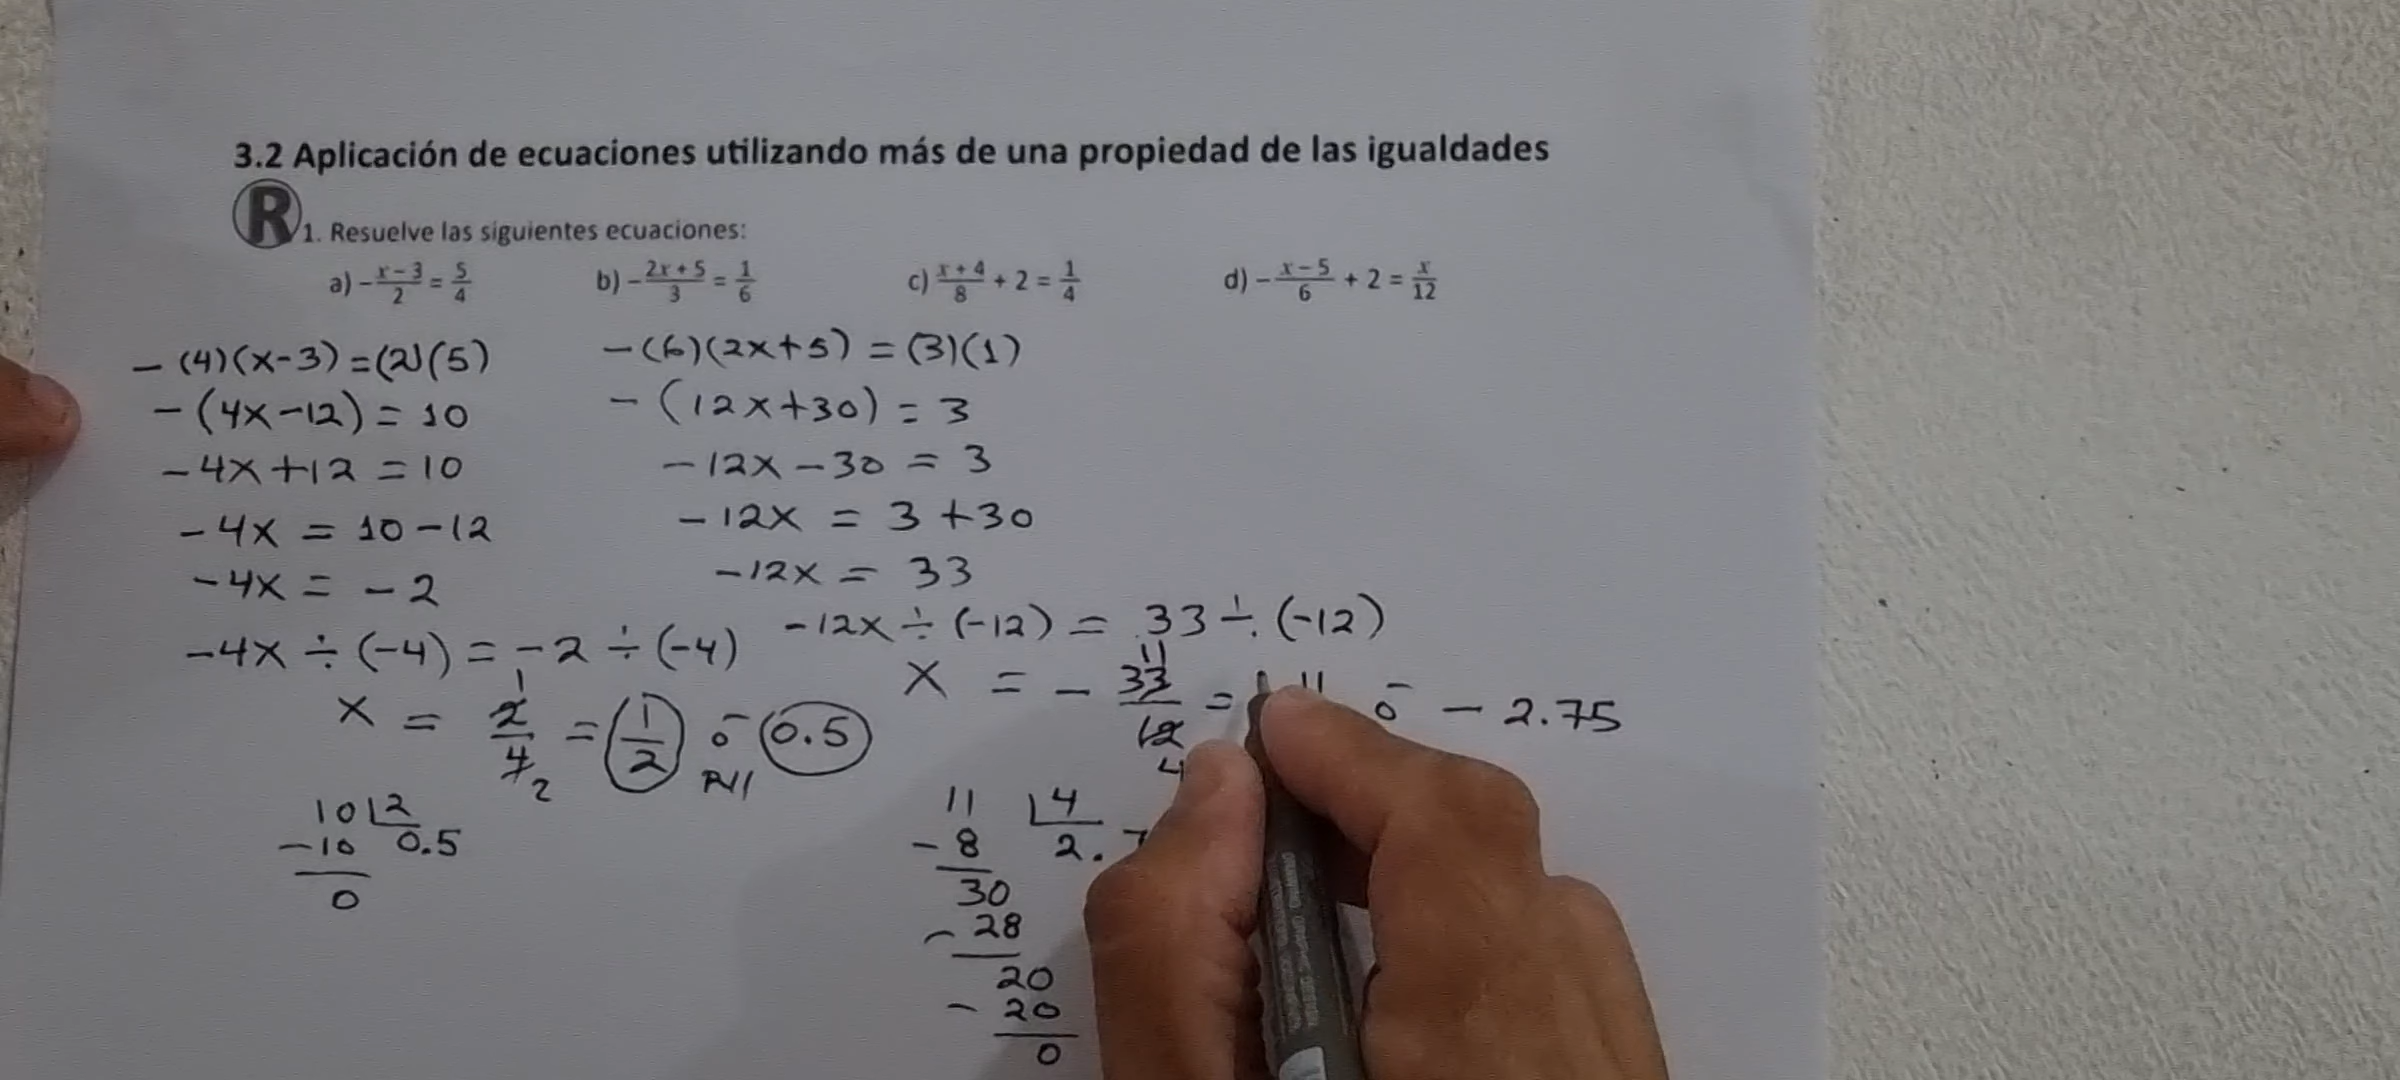 3.2 Aplicación de ecuaciones utilizando más de una propiedad de las igualdades
R 1. Resuelve las siguientes ecuaciones:
a) -(x-3)/2 = 5/4 b) -(2x+5)/3 = 1/6 c) (x+4)/8 + 2 = 1/4 d) -(x-5)/6 + 2 = x/12
-(4)(x-3)=(2)(5)
-(4x-12)=10
-4x+12=10
-4x = 10-12
-4x = -2
-4x ÷ (-4) = -2 ÷ (-4)
x = 2/4 = 1/2 ó 0.5
1
2
R//
10 2
-10 0.5
0
-(6)(2x+5) = (3)(1)
-(12x+30) = 3
-12x-30 = 3
-12x = 3+30
-12x = 33
-12x ÷ (-12) = 33 ÷ (-12)
11
x = -33/12 = 11 ó -2.75
4
11 4
-8 2.
30
-28
20
-20
0